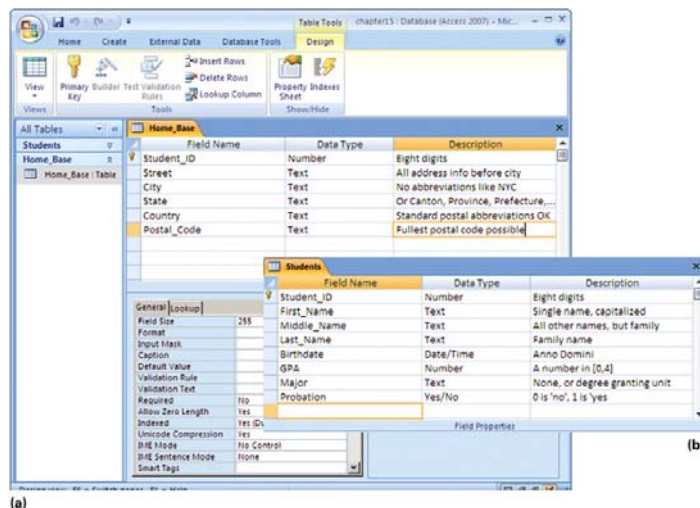 Table Tools
chapter15 : Database (Access 2007) - Mic...
Home Create External Data Database Tools Design
View
Primary Key
Builder
Test Validation Rules
Insert Rows
Delete Rows
Lookup Column
Property Sheet
Indexes
Views Tools Show/Hide
All Tables
Students
Home_Base
Home_Base : Table
Home_Base
Field Name Data Type Description
Student_ID Number Eight digits
Street Text All address info before city
City Text No abbreviations like NYC
State Text Or Canton, Province, Prefecture,...
Country Text Standard postal abbreviations OK
Postal_Code Text Fullest postal code possible
General Lookup
Field Size 255
Format
Input Mask
Caption
Default Value
Validation Rule
Validation Text
Required No
Allow Zero Length Yes
Indexed Yes (Du
Unicode Compression Yes
IME Mode No Control
IME Sentence Mode None
Smart Tags
Students
Field Name Data Type Description
Student_ID Number Eight digits
First_Name Text Single name, capitalized
Middle_Name Text All other names, but family
Last_Name Text Family name
Birthdate Date/Time Anno Domini
GPA Number A number in [0,4]
Major Text None, or degree granting unit
Probation Yes/No 0 is 'no', 1 is 'yes
Field Properties
(b
(a)